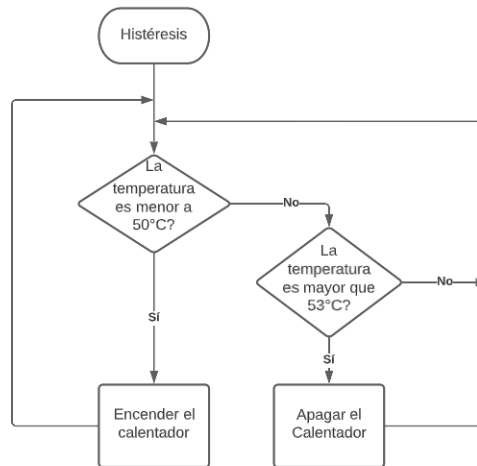 Histéresis
La
temperatura
es menor a
50°C?
No
La
temperatura
es mayor que
53°C?
No
Sí
Sí
Encender el
calentador
Apagar el
Calentador